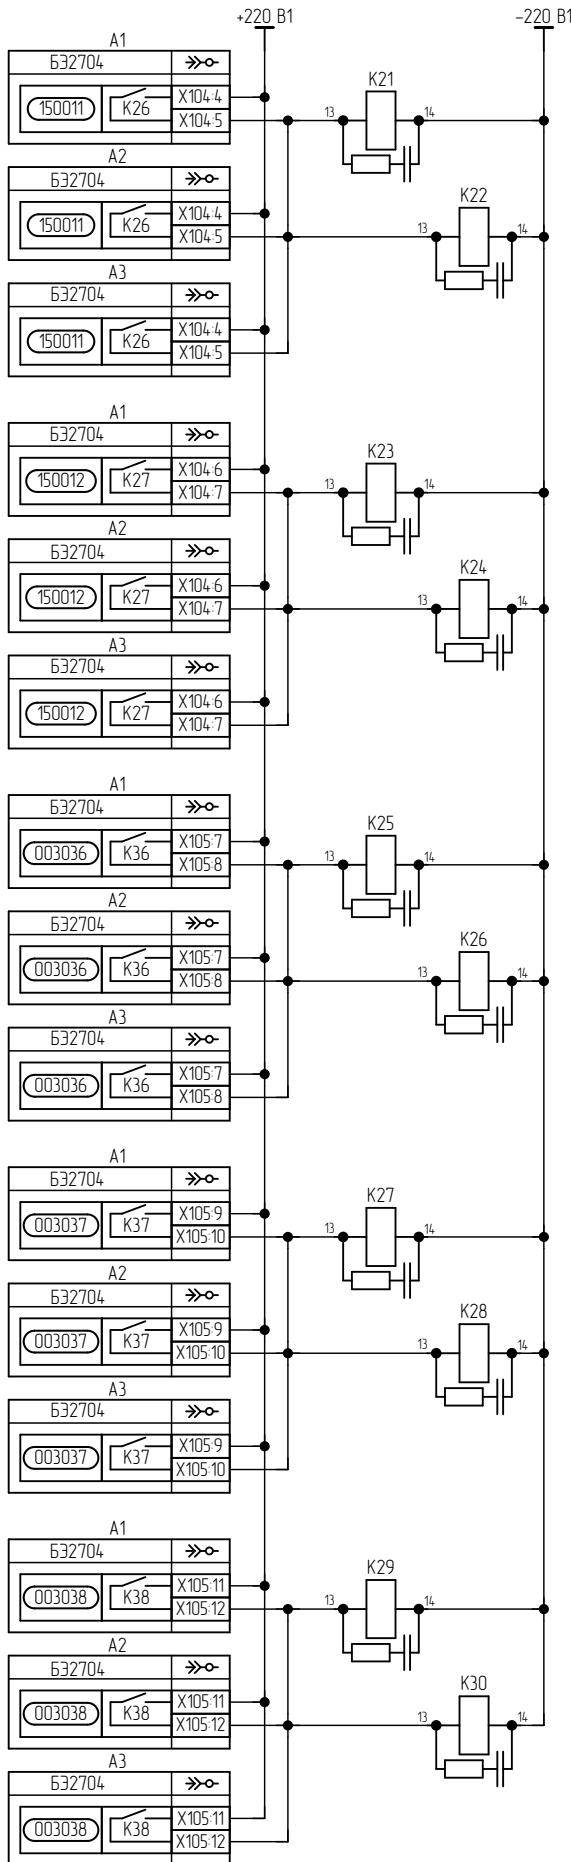 +220 В1
−220 В1
А1
БЭ2704
150011
К26
Х104:4
Х104:5
13
К21
14
А2
БЭ2704
150011
К26
Х104:4
Х104:5
13
К22
14
А3
БЭ2704
150011
К26
Х104:4
Х104:5
А1
БЭ2704
150012
К27
Х104:6
Х104:7
13
К23
14
А2
БЭ2704
150012
К27
Х104:6
Х104:7
13
К24
14
А3
БЭ2704
150012
К27
Х104:6
Х104:7
А1
БЭ2704
003036
К36
Х105:7
Х105:8
13
К25
14
А2
БЭ2704
003036
К36
Х105:7
Х105:8
13
К26
14
А3
БЭ2704
003036
К36
Х105:7
Х105:8
А1
БЭ2704
003037
К37
Х105:9
Х105:10
13
К27
14
А2
БЭ2704
003037
К37
Х105:9
Х105:10
13
К28
14
А3
БЭ2704
003037
К37
Х105:9
Х105:10
А1
БЭ2704
003038
К38
Х105:11
Х105:12
13
К29
14
А2
БЭ2704
003038
К38
Х105:11
Х105:12
13
К30
14
А3
БЭ2704
003038
К38
Х105:11
Х105:12